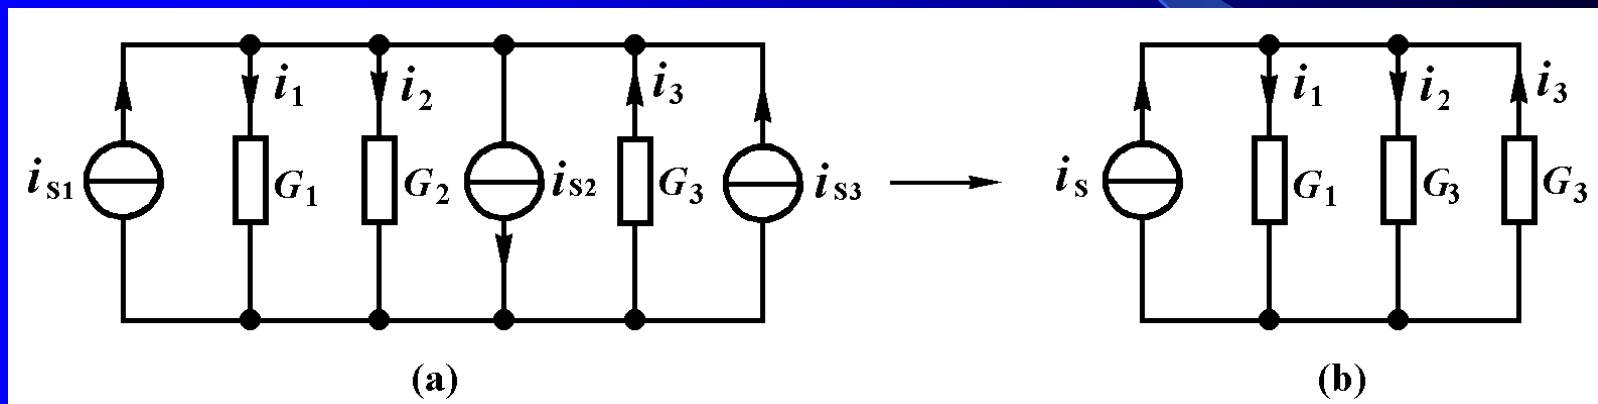 i1 i2 i3 i1 i2 i3
iS1 G1 G2 iS2 G3 iS3 iS G1 G3 G3
(a) (b)